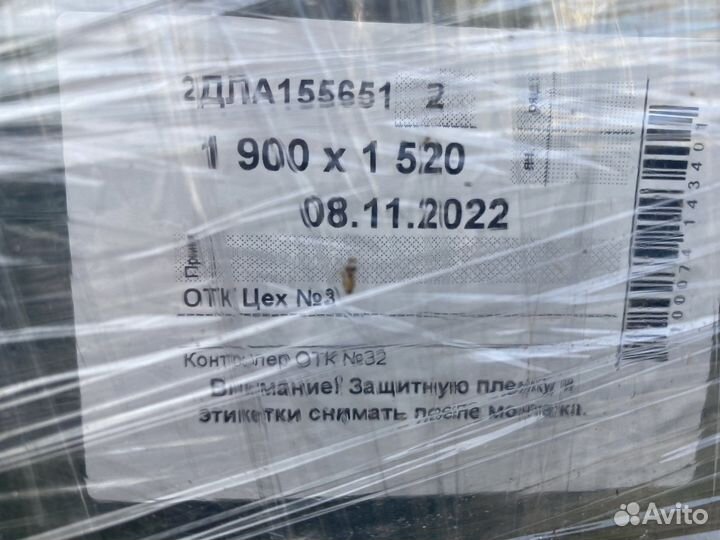 2ДЛА155651 2
1 900 x 1 520
08.11.2022
Прим
ОТК Цех №3
Контролер ОТК №32
Внимание! Защитную пленку и
этикетки снимать после монтажа.
Avito